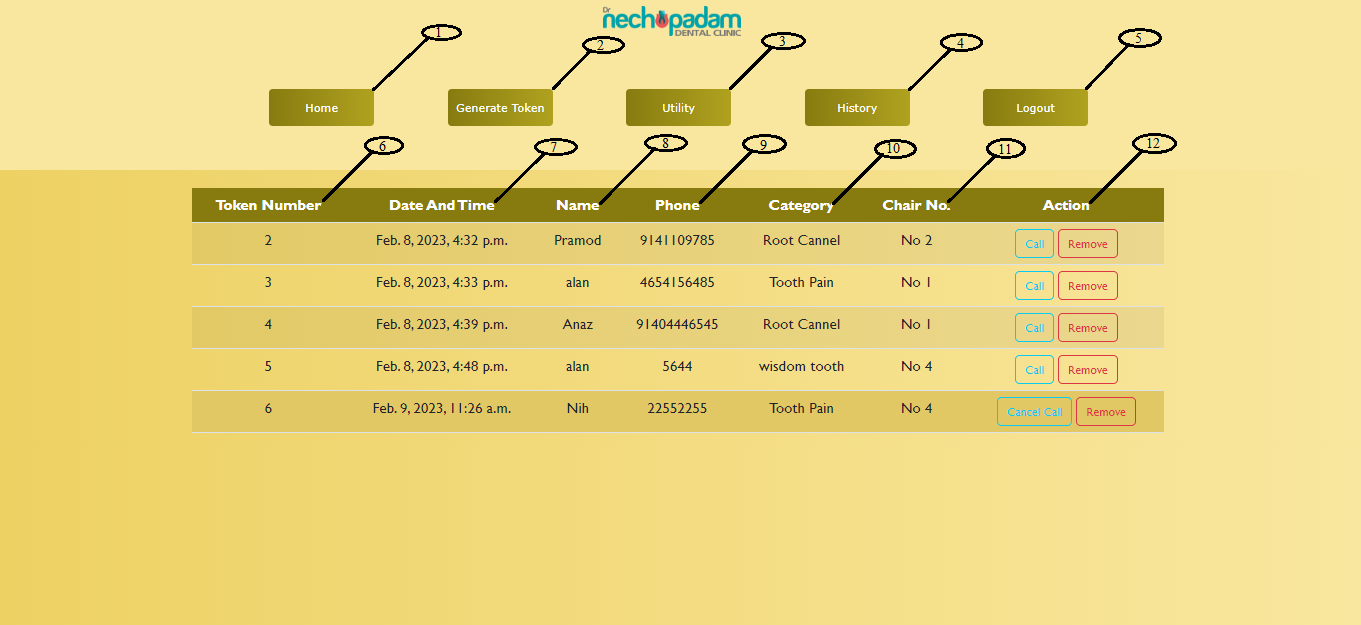 Dr
nechupadam
DENTAL CLINIC
1 2 3 4 5
Home Generate Token Utility History Logout
6 7 8 9 10 11 12
Token Number Date And Time Name Phone Category Chair No. Action
2 Feb. 8, 2023, 4:32 p.m. Pramod 9141109785 Root Cannel No 2 Call Remove
3 Feb. 8, 2023, 4:33 p.m. alan 4654156485 Tooth Pain No 1 Call Remove
4 Feb. 8, 2023, 4:39 p.m. Anaz 91404446545 Root Cannel No 1 Call Remove
5 Feb. 8, 2023, 4:48 p.m. alan 5644 wisdom tooth No 4 Call Remove
6 Feb. 9, 2023, 11:26 a.m. Nih 22552255 Tooth Pain No 4 Cancel Call Remove